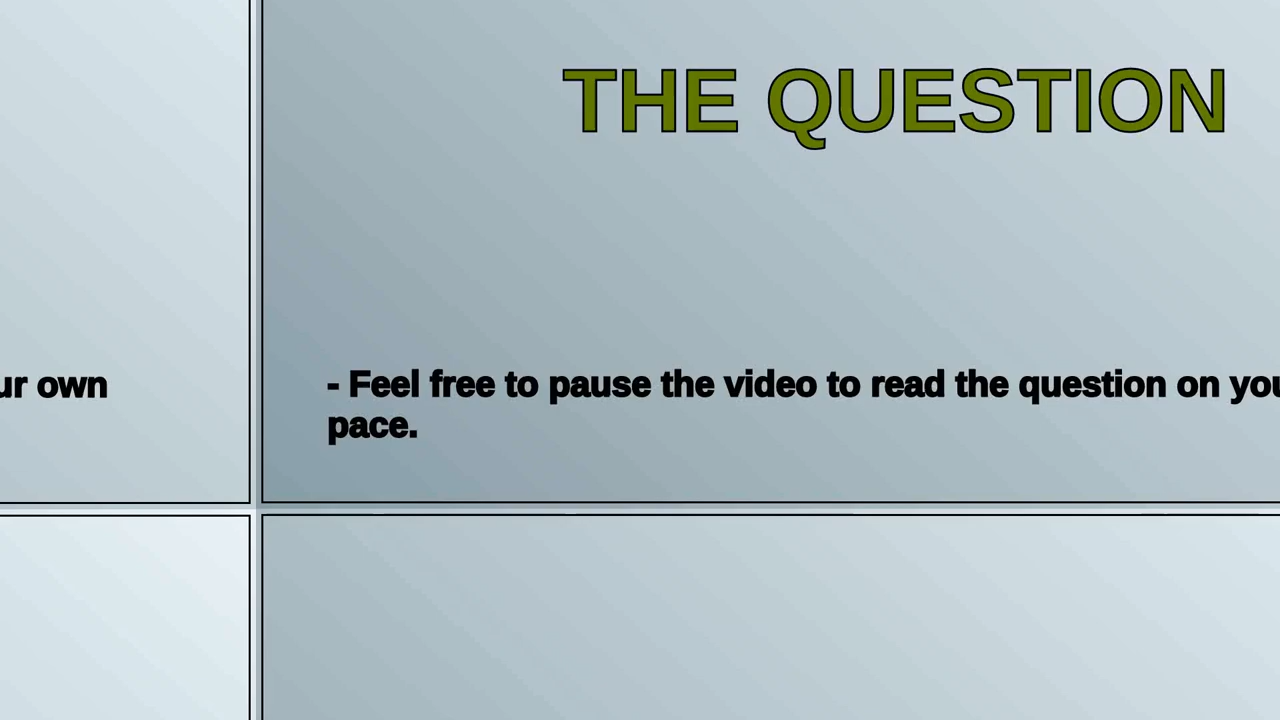 THE QUESTION
ur own
- Feel free to pause the video to read the question on you
pace.